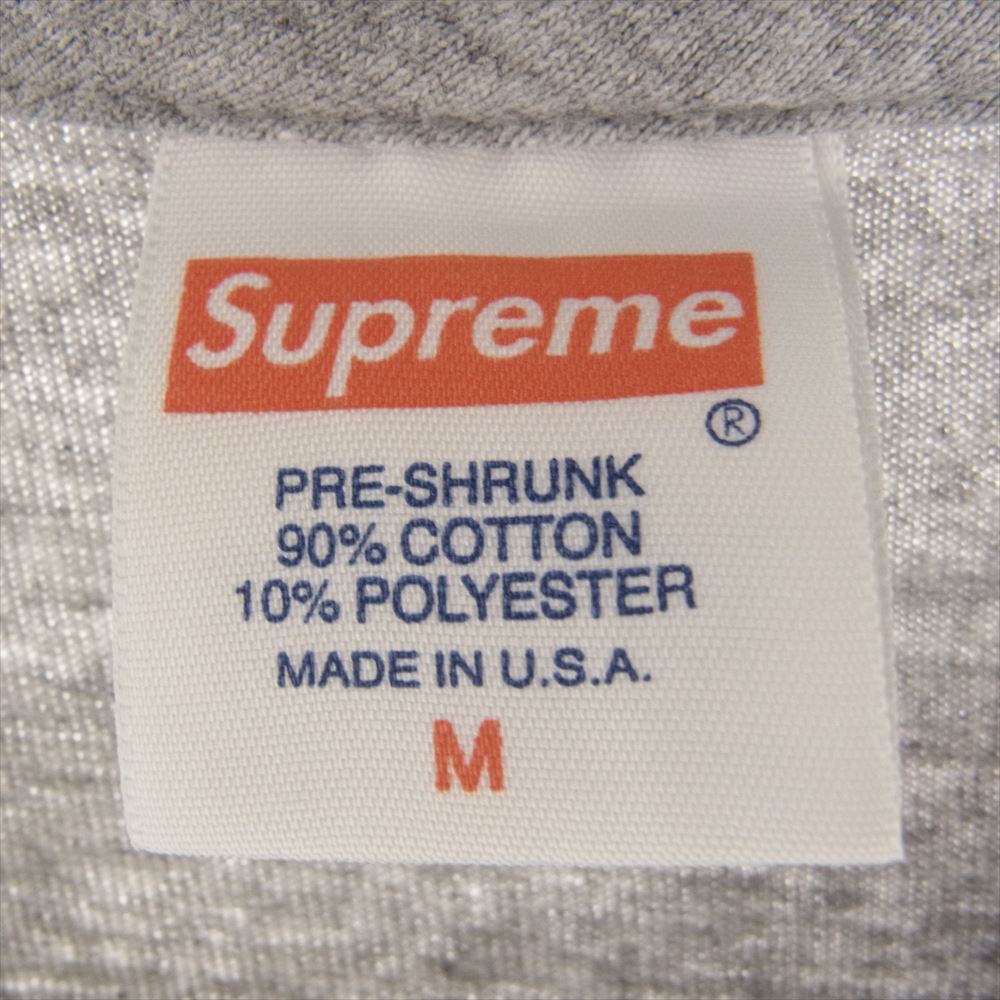 Supreme
®
PRE-SHRUNK
90% COTTON
10% POLYESTER
MADE IN U.S.A.
M